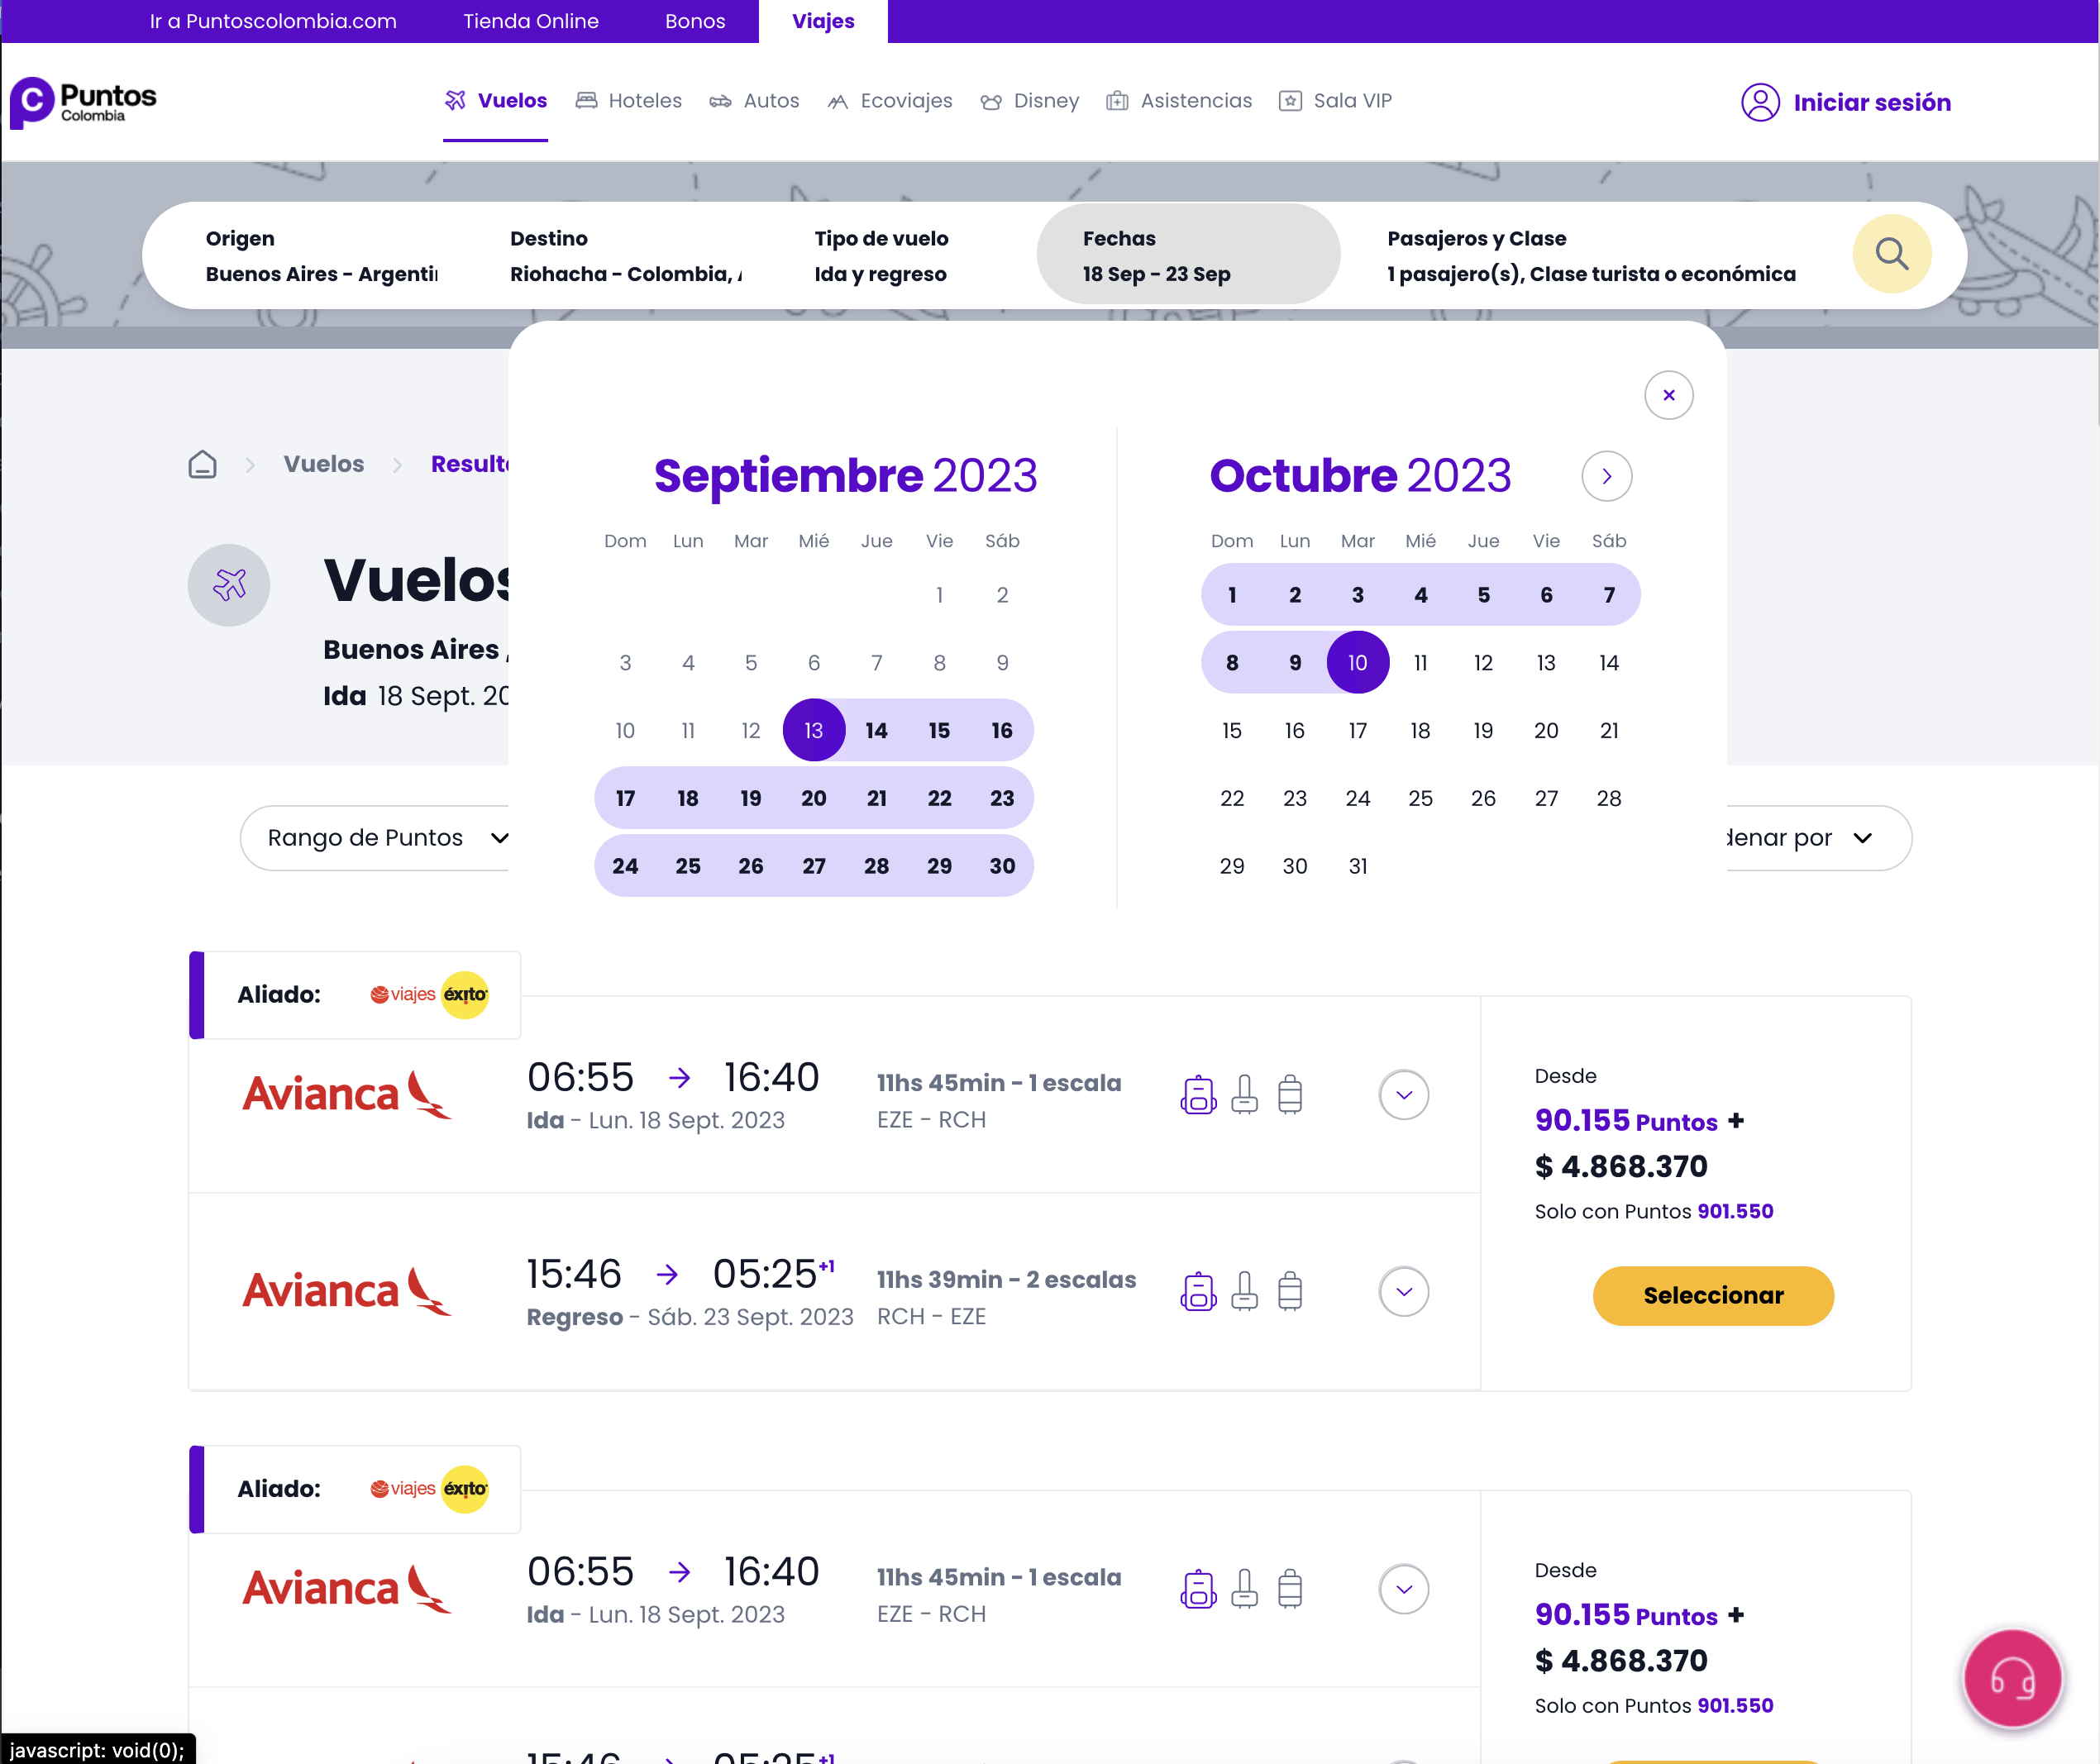 Ir a Puntoscolombia.com Tienda Online Bonos Viajes
Puntos
Colombia
Vuelos Hoteles Autos Ecoviajes Disney Asistencias Sala VIP
Iniciar sesión
Origen
Buenos Aires - Argenti
Destino
Riohacha - Colombia,
Tipo de vuelo
Ida y regreso
Fechas
18 Sep - 23 Sep
Pasajeros y Clase
1 pasajero(s), Clase turista o económica
Vuelos Result
Vuelos
Buenos Aires ,
Ida 18 Sept. 20
Septiembre 2023
Dom Lun Mar Mié Jue Vie Sáb
1 2
3 4 5 6 7 8 9
10 11 12 13 14 15 16
17 18 19 20 21 22 23
24 25 26 27 28 29 30
Octubre 2023
Dom Lun Mar Mié Jue Vie Sáb
1 2 3 4 5 6 7
8 9 10 11 12 13 14
15 16 17 18 19 20 21
22 23 24 25 26 27 28
29 30 31
Rango de Puntos
denar por
Aliado: viajes éxito
Avianca
06:55 → 16:40
Ida - Lun. 18 Sept. 2023
11hs 45min - 1 escala
EZE - RCH
Avianca
15:46 → 05:25+1
Regreso - Sáb. 23 Sept. 2023
11hs 39min - 2 escalas
RCH - EZE
Desde
90.155 Puntos +
$ 4.868.370
Solo con Puntos 901.550
Seleccionar
Aliado: viajes éxito
Avianca
06:55 → 16:40
Ida - Lun. 18 Sept. 2023
11hs 45min - 1 escala
EZE - RCH
Desde
90.155 Puntos +
$ 4.868.370
Solo con Puntos 901.550
15:46 05:25+1
javascript: void(0);